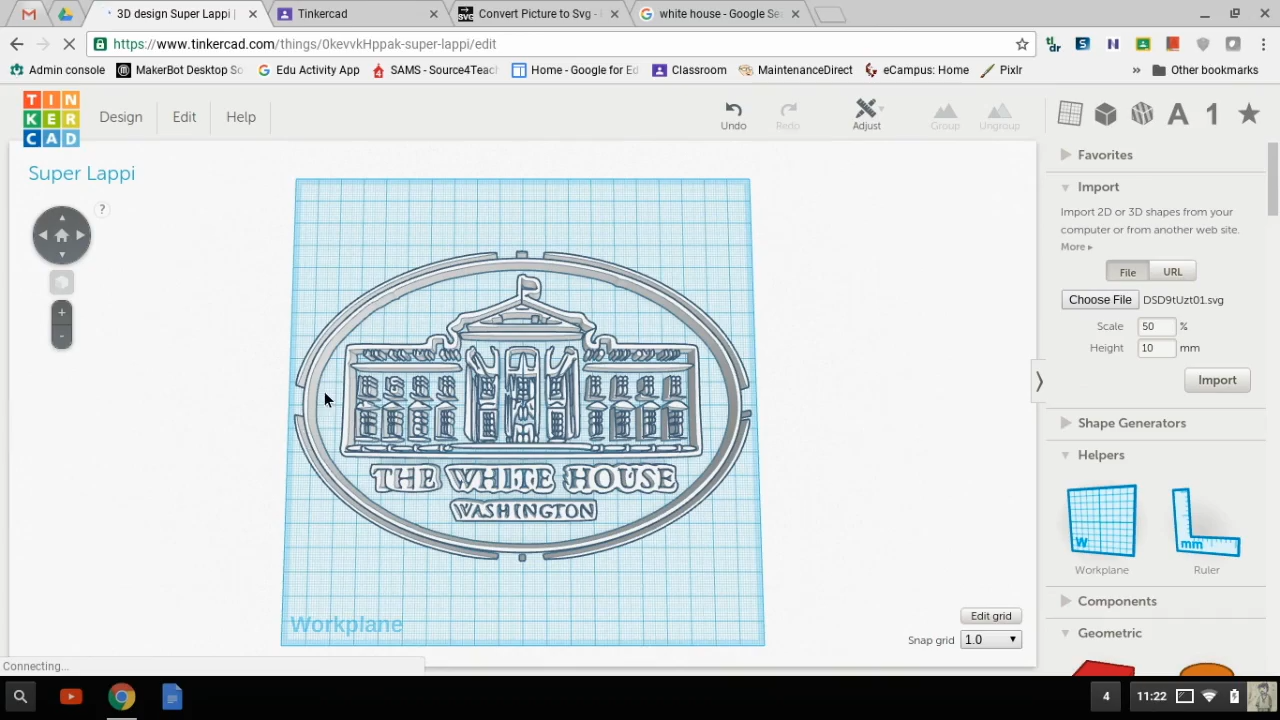 3D design Super Lappi
Tinkercad
Convert Picture to Svg -
white house - Google Se
https://www.tinkercad.com/things/0kevvkHppak-super-lappi/edit
tl;dr
Admin console
MakerBot Desktop So
Edu Activity App
SAMS - Source4Teac
Home - Google for Ed
Classroom
MaintenanceDirect
eCampus: Home
Pixlr
»
Other bookmarks
TIN
KER
CAD
Design
Edit
Help
Undo
Redo
Adjust
Group
Ungroup
A
1
Super Lappi
?
+
-
THE WHITE HOUSE
WASHINGTON
Workplane
Edit grid
Snap grid
1.0
Favorites
Import
Import 2D or 3D shapes from your
computer or from another web site.
More ▸
File
URL
Choose File DSD9tUzt01.svg
Scale 50 %
Height 10 mm
Import
Shape Generators
Helpers
W
mm
Workplane
Ruler
Components
Geometric
Connecting...
4
11:22